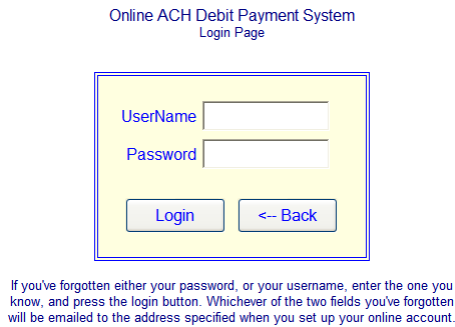 Online ACH Debit Payment System
Login Page
UserName
Password
Login <-- Back
If you've forgotten either your password, or your username, enter the one you
know, and press the login button. Whichever of the two fields you've forgotten
will be emailed to the address specified when you set up your online account.